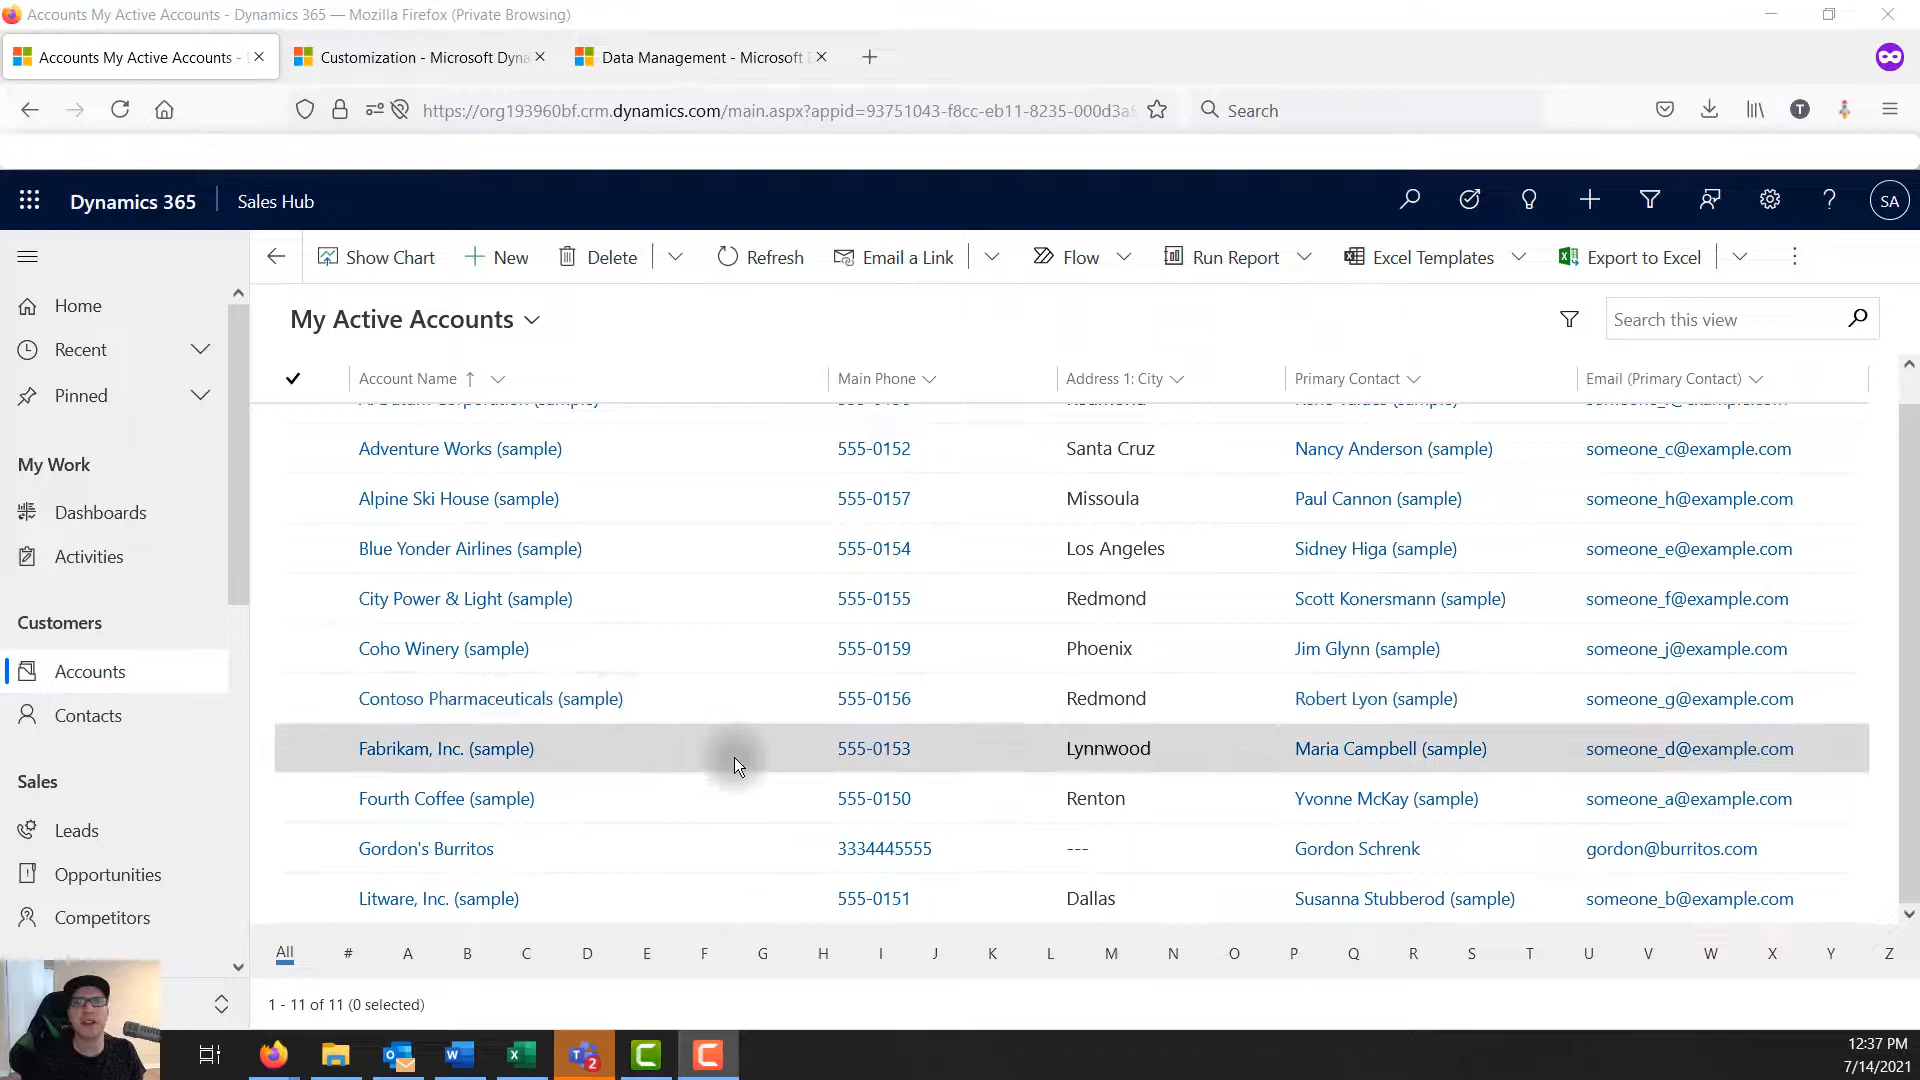 Accounts My Active Accounts - Dynamics 365 — Mozilla Firefox (Private Browsing)
Accounts My Active Accounts -
Customization - Microsoft Dyna
Data Management - Microsoft
https://org193960bf.crm.dynamics.com/main.aspx?appid=93751043-f8cc-eb11-8235-000d3a
Search
T
Dynamics 365
Sales Hub
SA
Show Chart
New
Delete
Refresh
Email a Link
Flow
Run Report
Excel Templates
Export to Excel
Home
Recent
Pinned
My Work
Dashboards
Activities
Customers
Accounts
Contacts
Sales
Leads
Opportunities
Competitors
My Active Accounts
Search this view
Account Name Main Phone Address 1: City Primary Contact Email (Primary Contact)
Adventure Works (sample) 555-0152 Santa Cruz Nancy Anderson (sample) someone_c@example.com
Alpine Ski House (sample) 555-0157 Missoula Paul Cannon (sample) someone_h@example.com
Blue Yonder Airlines (sample) 555-0154 Los Angeles Sidney Higa (sample) someone_e@example.com
City Power & Light (sample) 555-0155 Redmond Scott Konersmann (sample) someone_f@example.com
Coho Winery (sample) 555-0159 Phoenix Jim Glynn (sample) someone_j@example.com
Contoso Pharmaceuticals (sample) 555-0156 Redmond Robert Lyon (sample) someone_g@example.com
Fabrikam, Inc. (sample) 555-0153 Lynnwood Maria Campbell (sample) someone_d@example.com
Fourth Coffee (sample) 555-0150 Renton Yvonne McKay (sample) someone_a@example.com
Gordon's Burritos 3334445555 --- Gordon Schrenk gordon@burritos.com
Litware, Inc. (sample) 555-0151 Dallas Susanna Stubberod (sample) someone_b@example.com
All # A B C D E F G H I J K L M N O P Q R S T U V W X Y Z
1 - 11 of 11 (0 selected)
2
12:37 PM
7/14/2021